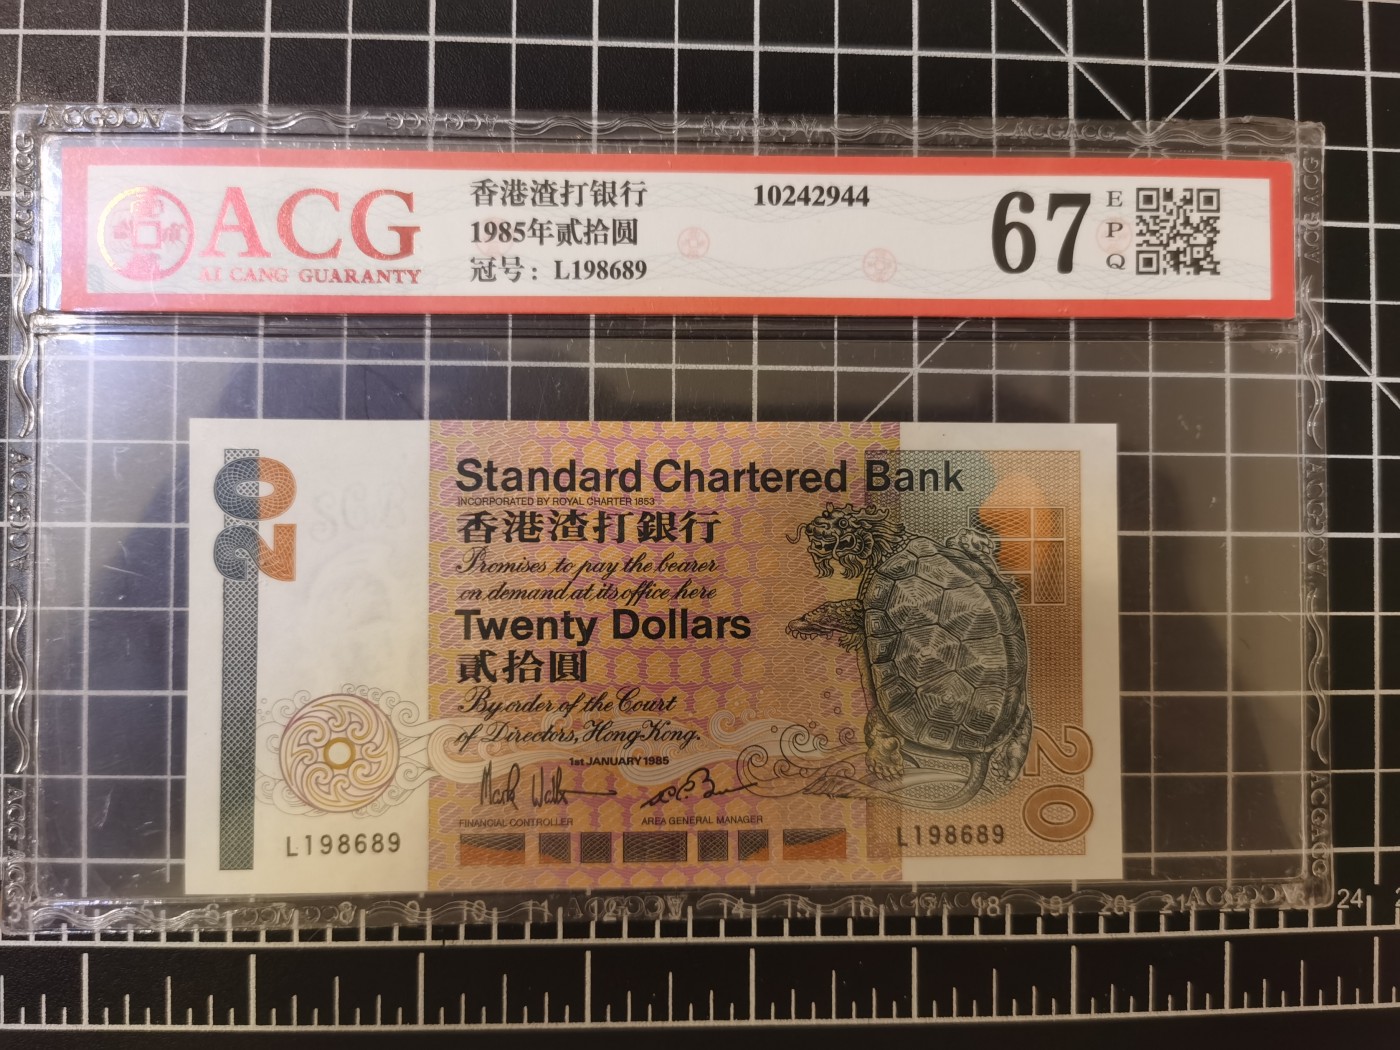 ACG
AI CANG GUARANTY
香港渣打银行
1985年贰拾圆
冠号: L198689
10242944
67
EPQ
20
Standard Chartered Bank
INCORPORATED BY ROYAL CHARTER 1853
香港渣打銀行
Promises to pay the bearer
on demand at its office here
Twenty Dollars
貳拾圓
By order of the Court
of Directors, Hong Kong.
1st JANUARY 1985
FINANCIAL CONTROLLER
AREA GENERAL MANAGER
L198689
L198689
20
24